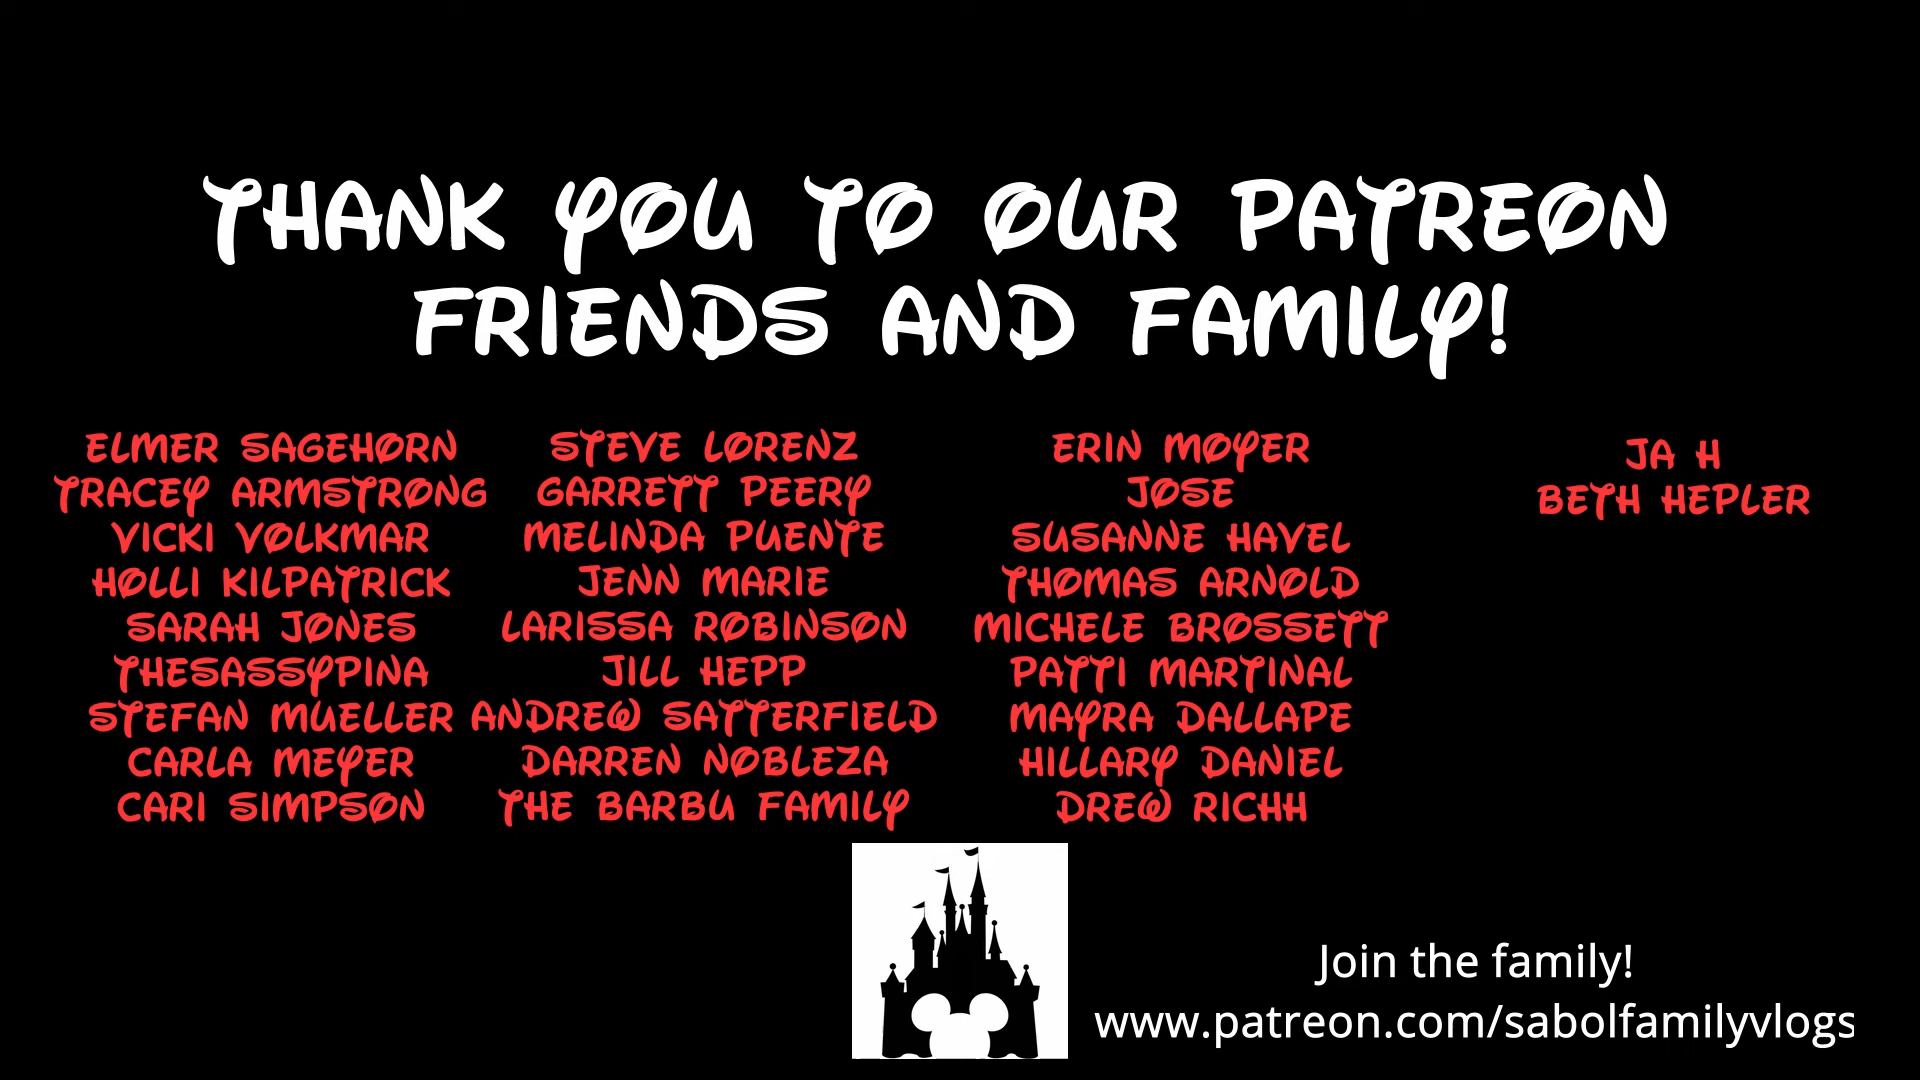 THANK YOU TO OUR PATREON
FRIENDS AND FAMILY!
ELMER SAGEHORN
TRACEY ARMSTRONG
VICKI VOLKMAR
HOLLI KILPATRICK
SARAH JONES
THESASSYPINA
STEFAN MUELLER
CARLA MEYER
CARI SIMPSON
STEVE LORENZ
GARRETT PEERY
MELINDA PUENTE
JENN MARIE
LARISSA ROBINSON
JILL HEPP
ANDREW SATTERFIELD
DARREN NOBLEZA
THE BARBU FAMILY
ERIN MOYER
JOSE
SUSANNE HAVEL
THOMAS ARNOLD
MICHELE BROSSETT
PATTI MARTINAL
MAYRA DALLAPE
HILLARY DANIEL
DREW RICHH
JA H
BETH HEPLER
Join the family!
www.patreon.com/sabolfamilyvlogs